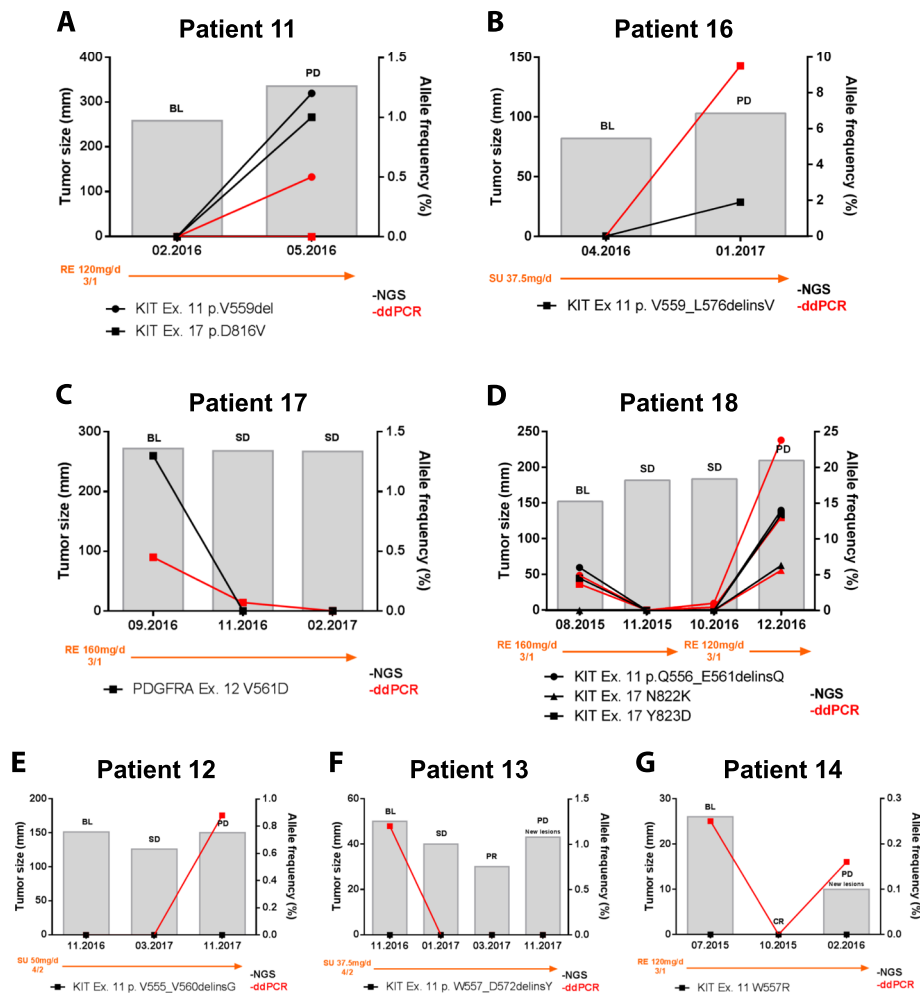 A
Patient 11
Tumor size (mm)
400
300
200
100
0
BL
PD
1.5
1.0
0.5
0.0
Allele frequency (%)
02.2016
05.2016
RE 120mg/d
3/1
KIT Ex. 11 p.V559del
KIT Ex. 17 p.D816V
-NGS
-ddPCR
B
Patient 16
Tumor size (mm)
150
100
50
0
BL
PD
10
8
6
4
2
0
Allele frequency (%)
04.2016
01.2017
SU 37.5mg/d
KIT Ex 11 p. V559_L576delinsV
-NGS
-ddPCR
C
Patient 17
Tumor size (mm)
300
200
100
0
BL
SD
SD
1.5
1.0
0.5
0.0
Allele frequency (%)
09.2016
11.2016
02.2017
RE 160mg/d
3/1
PDGFRA Ex. 12 V561D
-NGS
-ddPCR
D
Patient 18
Tumor size (mm)
250
200
150
100
50
0
BL
SD
SD
PD
25
20
15
10
5
0
Allele frequency (%)
08.2015
11.2015
10.2016
12.2016
RE 160mg/d
3/1
RE 120mg/d
3/1
KIT Ex. 11 p.Q556_E561delinsQ
KIT Ex. 17 N822K
KIT Ex. 17 Y823D
-NGS
-ddPCR
E
Patient 12
Tumor size (mm)
200
150
100
50
0
BL
SD
PD
1.0
0.8
0.6
0.4
0.2
0.0
Allele frequency (%)
11.2016
03.2017
11.2017
SU 50mg/d
4/2
KIT Ex. 11 p. V555_V560delinsG
-NGS
-ddPCR
F
Patient 13
Tumor size (mm)
60
40
20
0
BL
SD
PR
PD
New lesions
1.5
1.0
0.5
0.0
Allele frequency (%)
11.2016
01.2017
03.2017
11.2017
SU 37.5mg/d
4/2
KIT Ex. 11 p. W557_D572delinsY
-NGS
-ddPCR
G
Patient 14
Tumor size (mm)
30
20
10
0
BL
CR
PD
New lesions
0.3
0.2
0.1
0.0
Allele frequency (%)
07.2015
10.2015
02.2016
RE 120mg/d
3/1
KIT Ex. 11 W557R
-NGS
-ddPCR